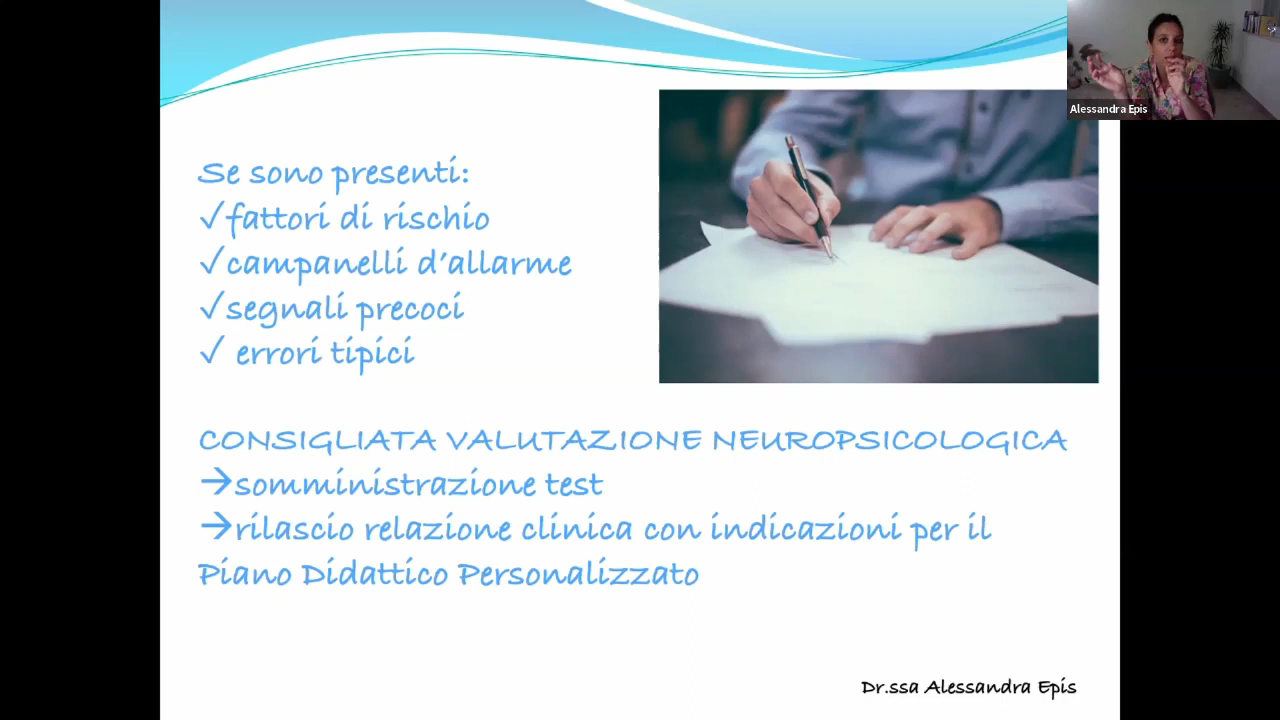 Alessandra Epis
Se sono presenti:
✓fattori di rischio
✓campanelli d'allarme
✓segnali precoci
✓ errori tipici
CONSIGLIATA VALUTAZIONE NEUROPSICOLOGICA
→somministrazione test
→rilascio relazione clinica con indicazioni per il
Piano Didattico Personalizzato
Dr.ssa Alessandra Epis